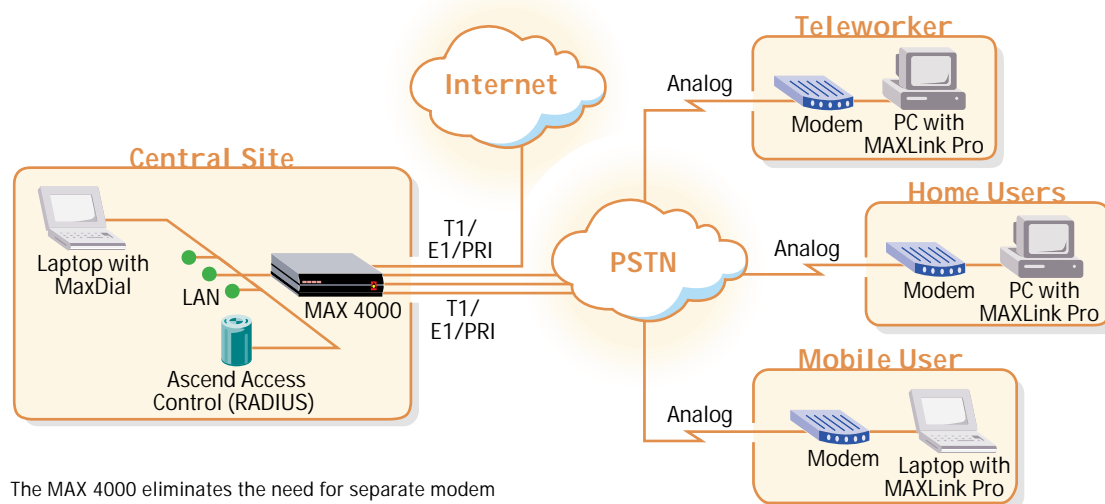 Teleworker
Internet
Analog
Modem
PC with
MAXLink Pro
Central Site
Laptop with
MaxDial
LAN
MAX 4000
Ascend Access
Control (RADIUS)
T1/
E1/PRI
T1/
E1/PRI
PSTN
Home Users
Analog
Modem
PC with
MAXLink Pro
Mobile User
Analog
Modem
Laptop with
MAXLink Pro
The MAX 4000 eliminates the need for separate modem